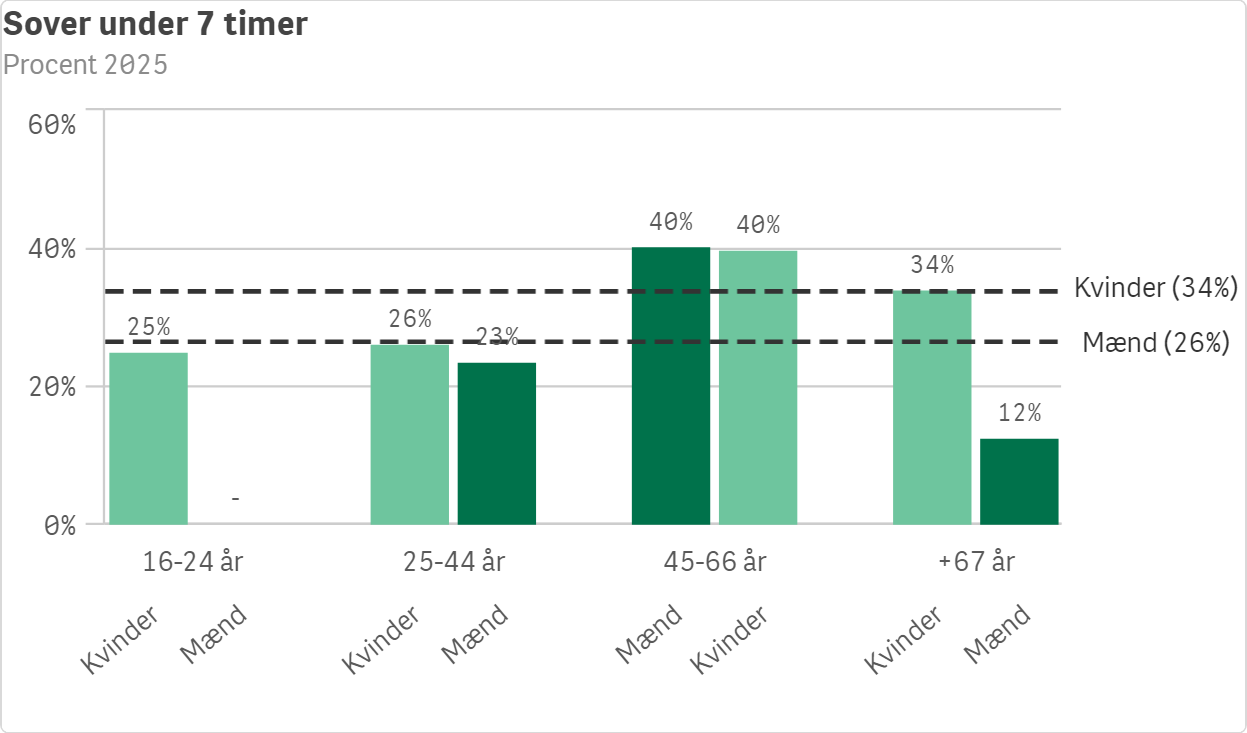 Sover under 7 timer
Procent 2025
60%
40%
20%
0%
25%
-
26%
23%
40%
40%
34%
12%
Kvinder (34%)
Mænd (26%)
16-24 år
25-44 år
45-66 år
+67 år
Kvinder
Mænd
Kvinder
Mænd
Mænd
Kvinder
Kvinder
Mænd